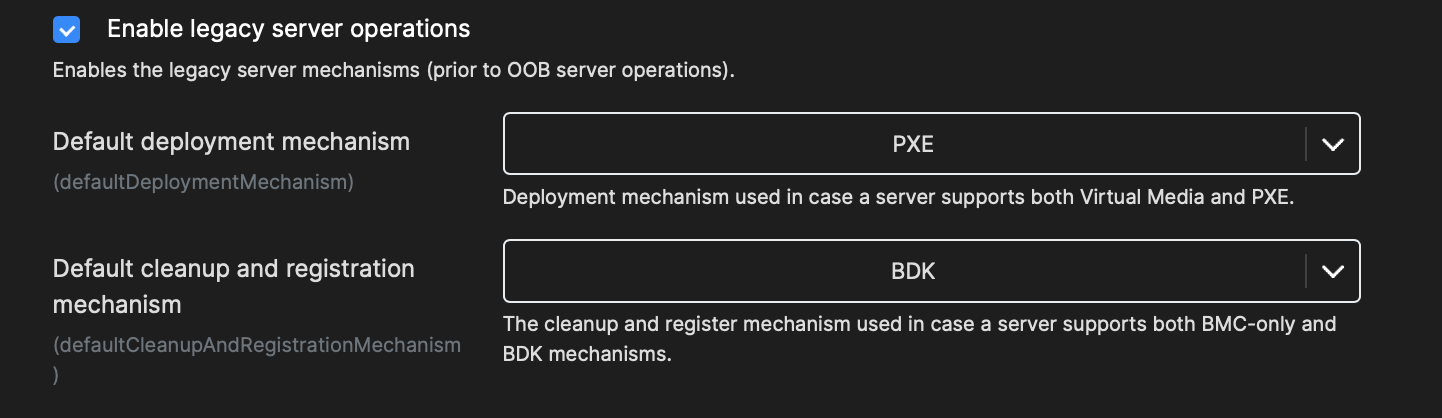 Enable legacy server operations
Enables the legacy server mechanisms (prior to OOB server operations).
Default deployment mechanism
(defaultDeploymentMechanism)
PXE
Deployment mechanism used in case a server supports both Virtual Media and PXE.
Default cleanup and registration
mechanism
(defaultCleanupAndRegistrationMechanism
)
BDK
The cleanup and register mechanism used in case a server supports both BMC-only and
BDK mechanisms.